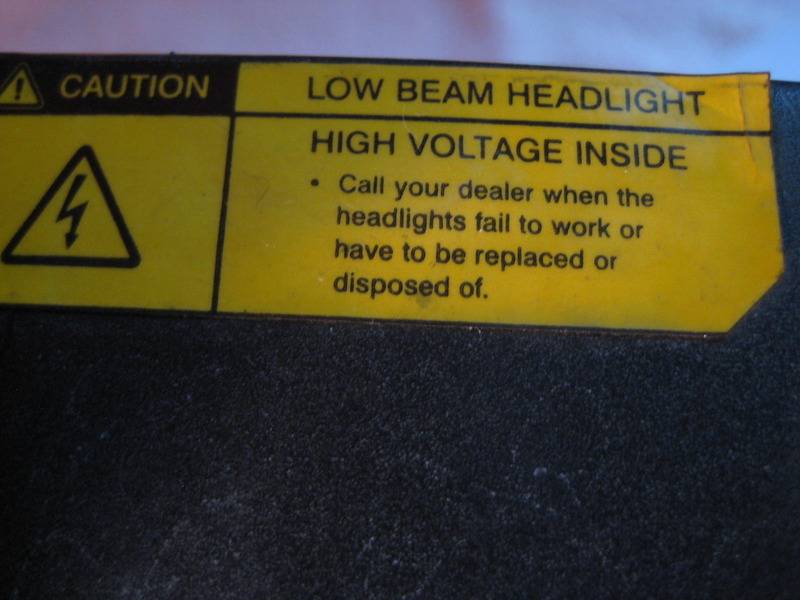 CAUTION
LOW BEAM HEADLIGHT
HIGH VOLTAGE INSIDE
• Call your dealer when the
headlights fail to work or
have to be replaced or
disposed of.